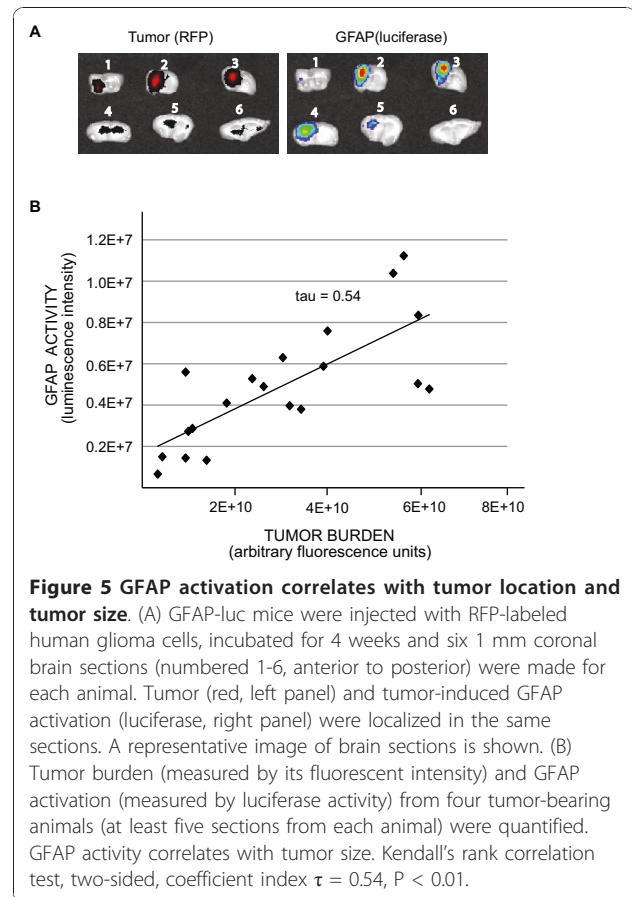 A
Tumor (RFP)
GFAP(luciferase)
1 2 3
4 5 6
1 2 3
4 5 6
B
1.2E+7
1.0E+7
0.8E+7
0.6E+7
0.4E+7
0.2E+7
GFAP ACTIVITY
(luminescence intensity)
tau = 0.54
2E+10 4E+10 6E+10 8E+10
TUMOR BURDEN
(arbitrary fluorescence units)
Figure 5 GFAP activation correlates with tumor location and
tumor size. (A) GFAP-luc mice were injected with RFP-labeled
human glioma cells, incubated for 4 weeks and six 1 mm coronal
brain sections (numbered 1-6, anterior to posterior) were made for
each animal. Tumor (red, left panel) and tumor-induced GFAP
activation (luciferase, right panel) were localized in the same
sections. A representative image of brain sections is shown. (B)
Tumor burden (measured by its fluorescent intensity) and GFAP
activation (measured by luciferase activity) from four tumor-bearing
animals (at least five sections from each animal) were quantified.
GFAP activity correlates with tumor size. Kendall's rank correlation
test, two-sided, coefficient index τ = 0.54, P < 0.01.